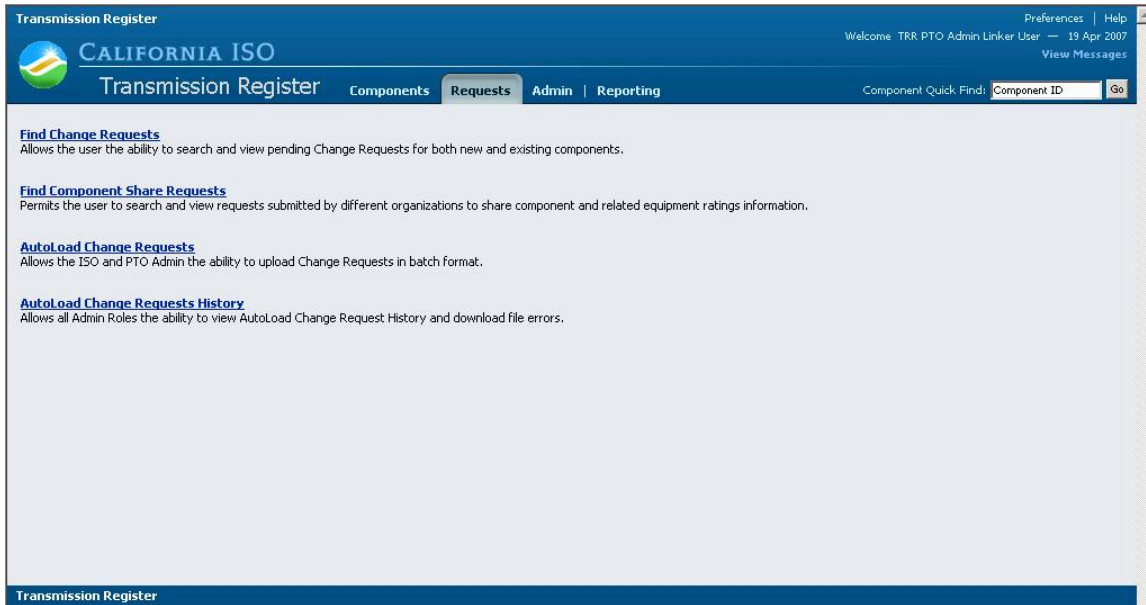 Transmission Register
Preferences | Help
Welcome TRR PTO Admin Linker User — 19 Apr 2007
View Messages
CALIFORNIA ISO
Transmission Register
Components Requests Admin | Reporting
Component Quick Find: Component ID Go
Find Change Requests
Allows the user the ability to search and view pending Change Requests for both new and existing components.
Find Component Share Requests
Permits the user to search and view requests submitted by different organizations to share component and related equipment ratings information.
AutoLoad Change Requests
Allows the ISO and PTO Admin the ability to upload Change Requests in batch format.
AutoLoad Change Requests History
Allows all Admin Roles the ability to view AutoLoad Change Request History and download file errors.
Transmission Register